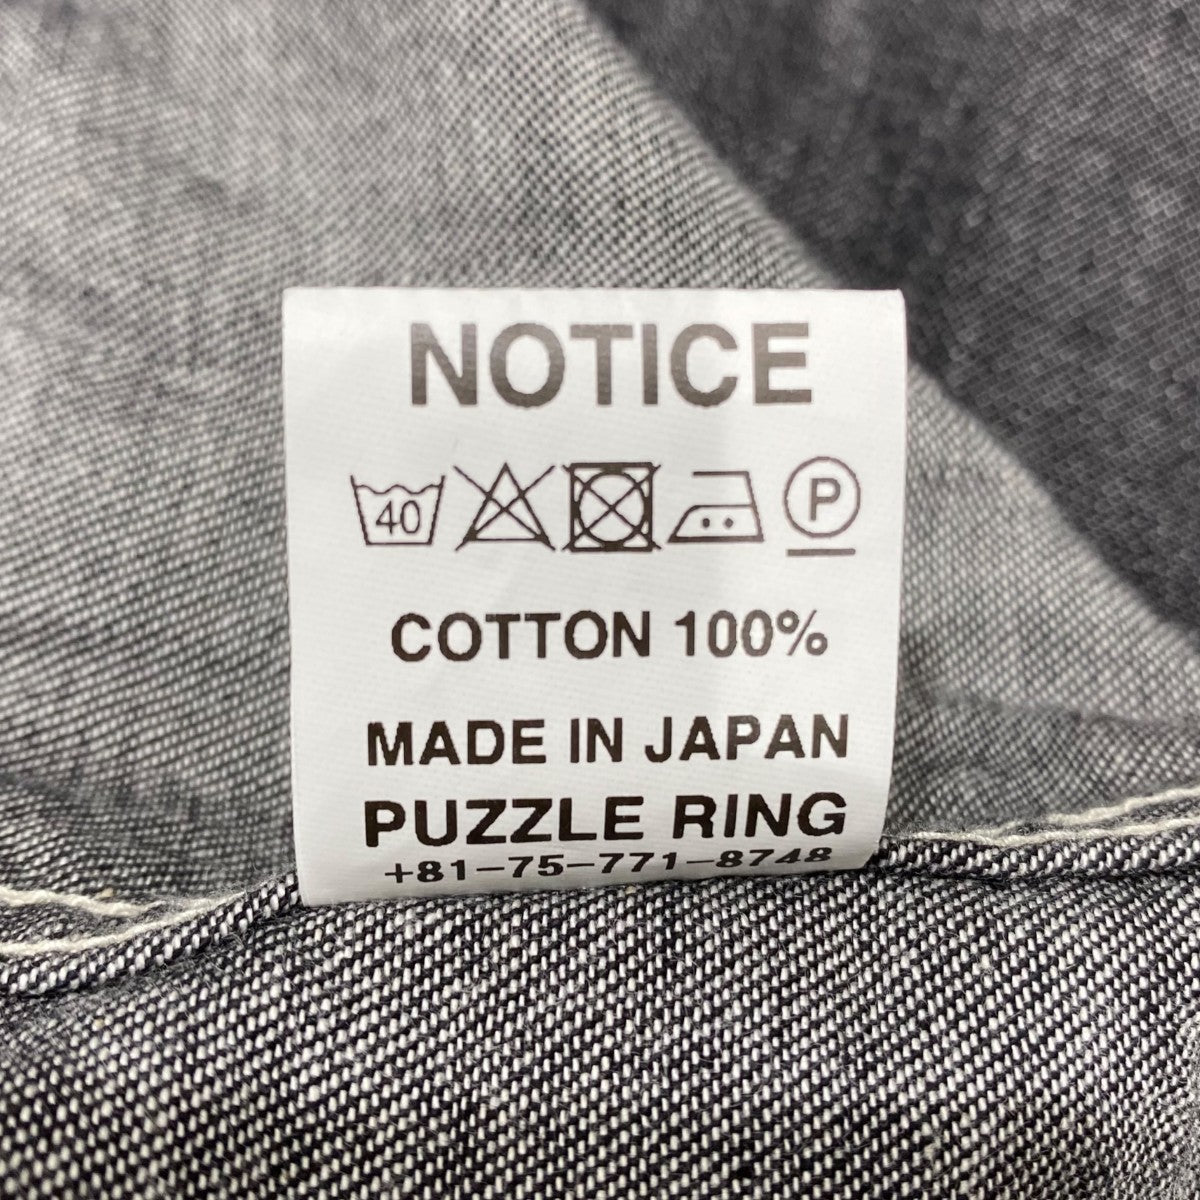 NOTICE
40 P
COTTON 100%
MADE IN JAPAN
PUZZLE RING
+81-75-771-8748